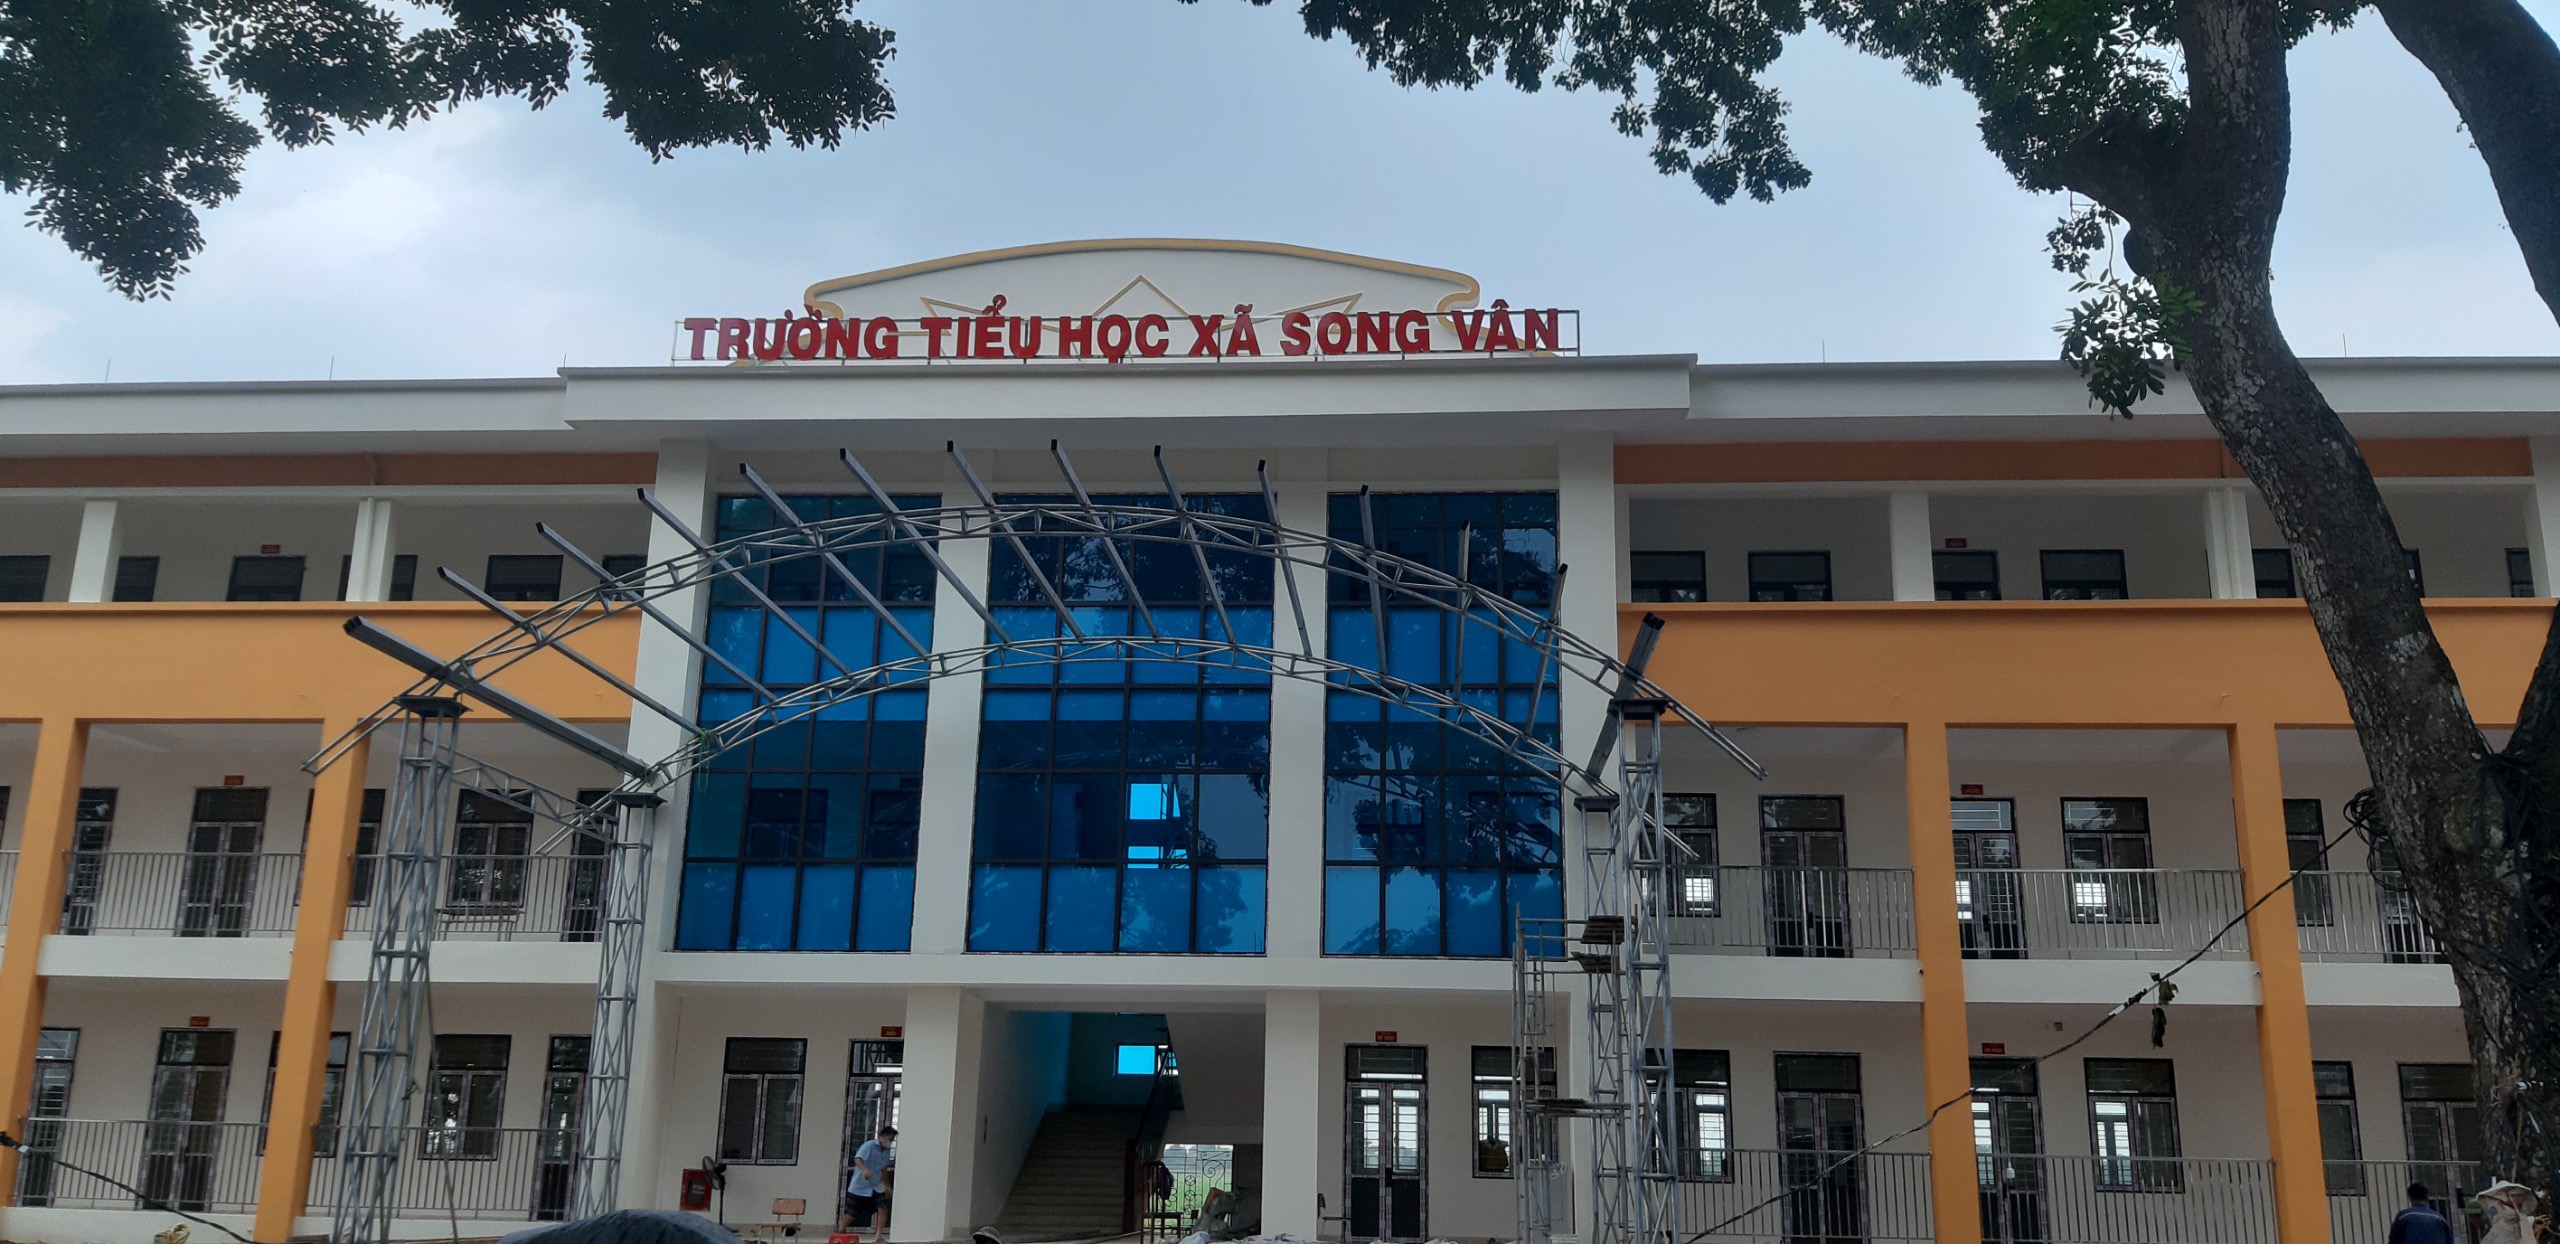 TRƯỜNG TIỂU HỌC XÃ SONG VÂN